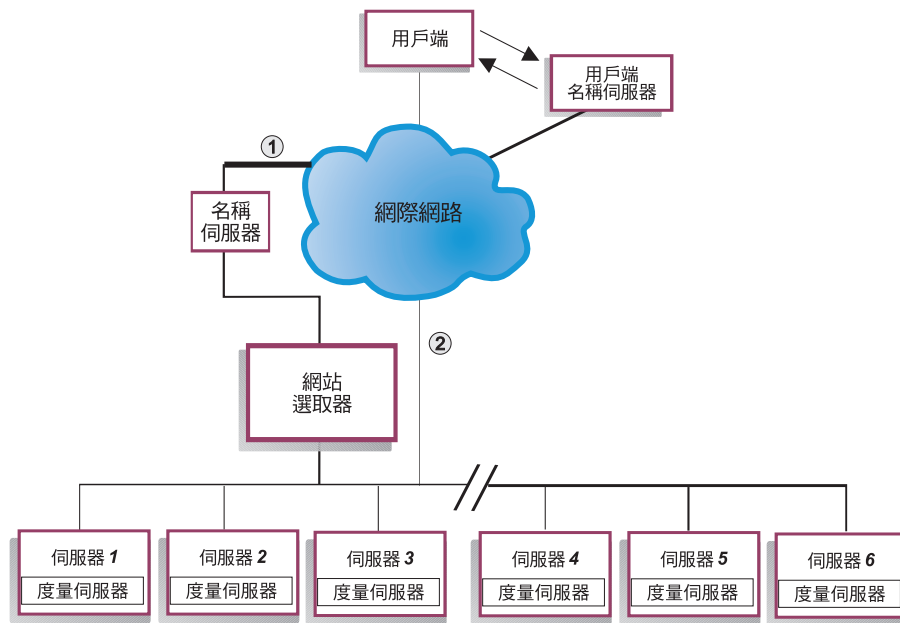 用戶端
用戶端
名稱伺服器
1
名稱
伺服器
網際網路
2
網站
選取器
伺服器 1
度量伺服器
伺服器 2
度量伺服器
伺服器 3
度量伺服器
伺服器 4
度量伺服器
伺服器 5
度量伺服器
伺服器 6
度量伺服器